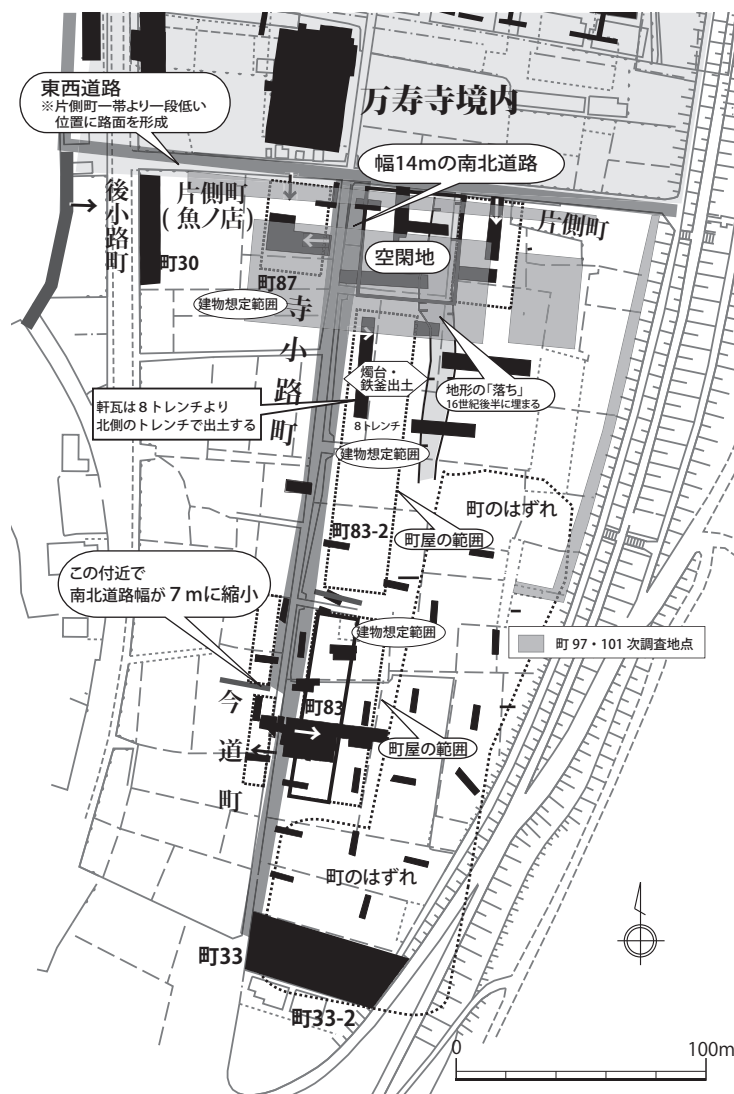 万寿寺境内
東西道路
※片側町一帯より一段低い
位置に路面を形成
幅14mの南北道路
後小路町
片側町
(魚ノ店)
片側町
空閑地
町30
町87
建物想定範囲
寺小路町
燭台・
鉄釜出土
地形の「落ち」
16世紀後半に埋まる
軒瓦は８トレンチより
北側のトレンチで出土する
８トレンチ
建物想定範囲
町のはずれ
町83-2
町屋の範囲
この付近で
南北道路幅が７mに縮小
建物想定範囲
町97・101次調査地点
町83
今道町
町屋の範囲
町のはずれ
町33
町33-2
0
100m